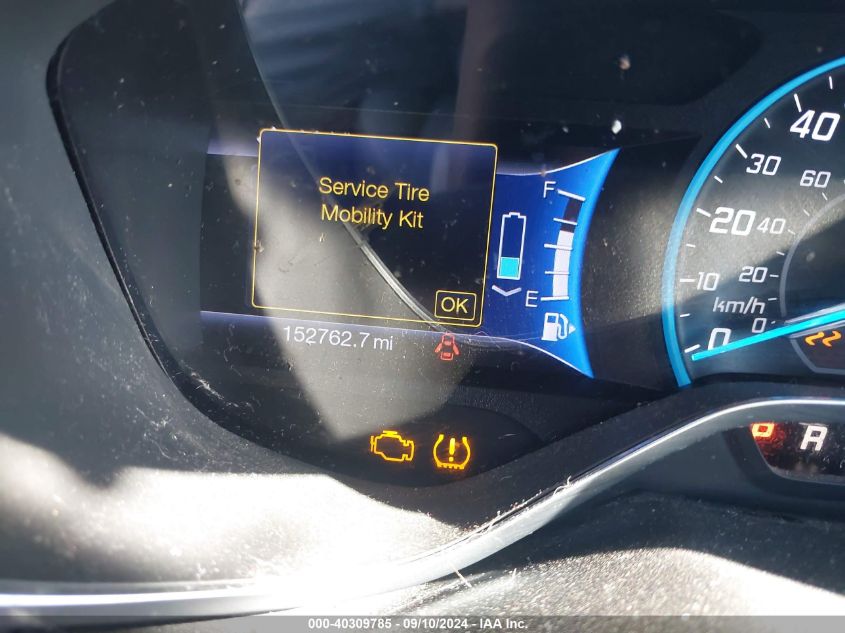 Service Tire
Mobility Kit
OK
F
E
152762.7 mi
40
30
60
20
40
10
20
km/h
0
0
P R
000-40309785 - 09/10/2024 - IAA Inc.